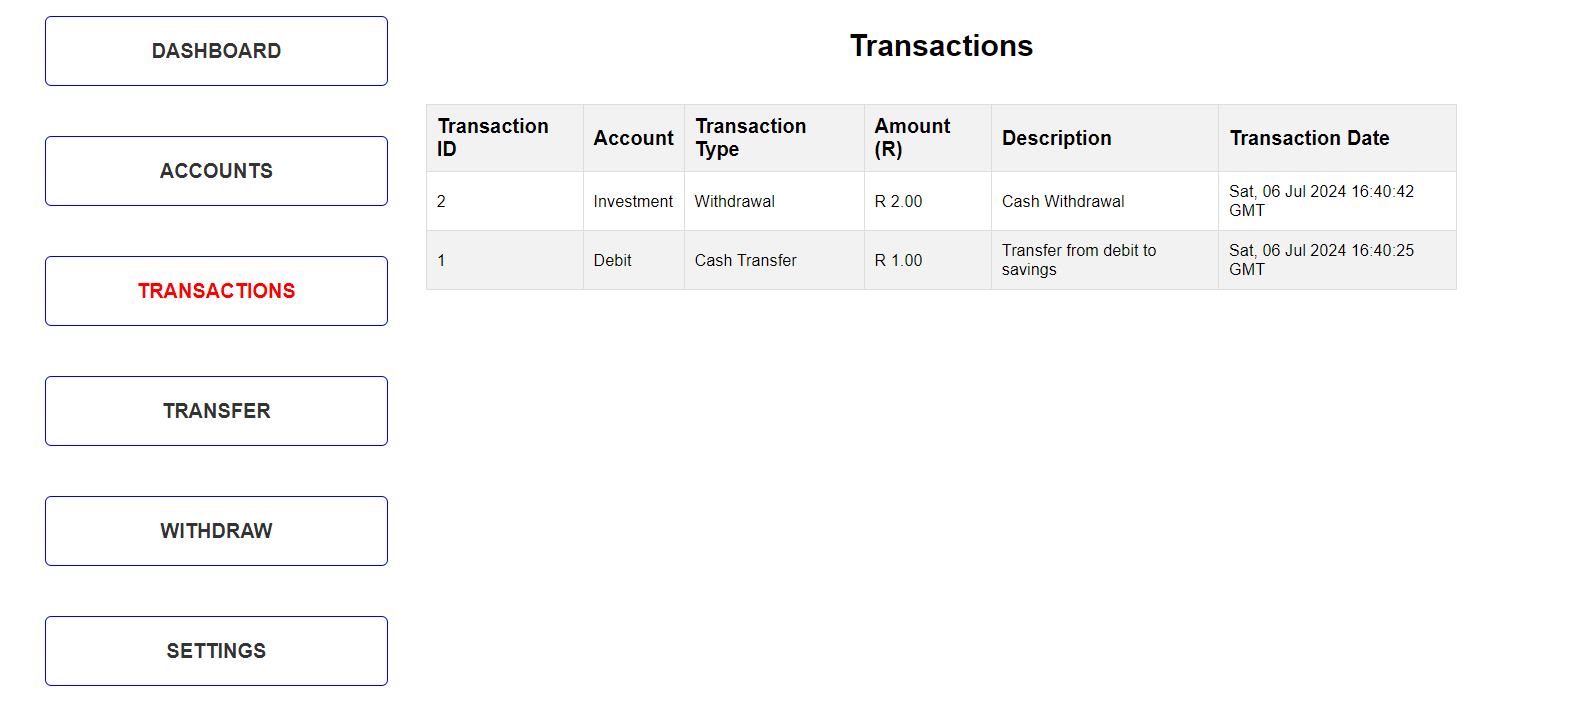 DASHBOARD
ACCOUNTS
TRANSACTIONS
TRANSFER
WITHDRAW
SETTINGS
Transactions
Transaction ID Account Transaction Type Amount (R) Description Transaction Date
2 Investment Withdrawal R 2.00 Cash Withdrawal Sat, 06 Jul 2024 16:40:42 GMT
1 Debit Cash Transfer R 1.00 Transfer from debit to savings Sat, 06 Jul 2024 16:40:25 GMT